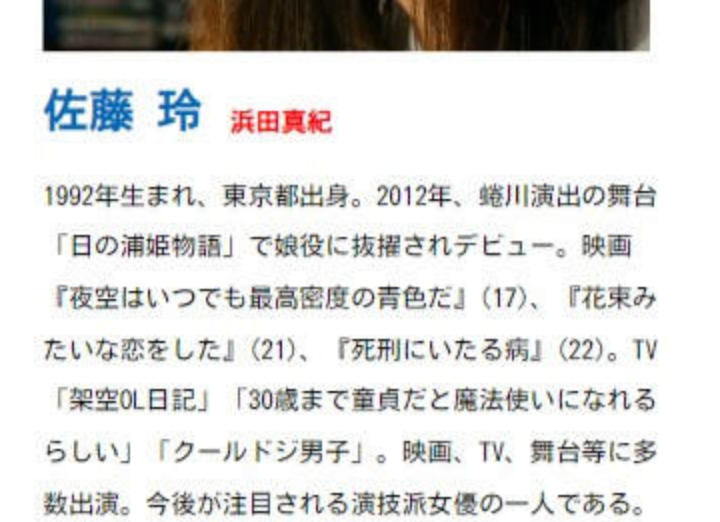 佐藤 玲 浜田真紀
1992年生まれ、東京都出身。2012年、蜷川演出の舞台
「日の浦姫物語」で娘役に抜擢されデビュー。映画
『夜空はいつでも最高密度の青色だ』(17)、『花束み
たいな恋をした』(21)、『死刑にいたる病』(22)。TV
「架空OL日記」「30歳まで童貞だと魔法使いになれる
らしい」「クールドジ男子」。映画、TV、舞台等に多
数出演。今後が注目される演技派女優の一人である。